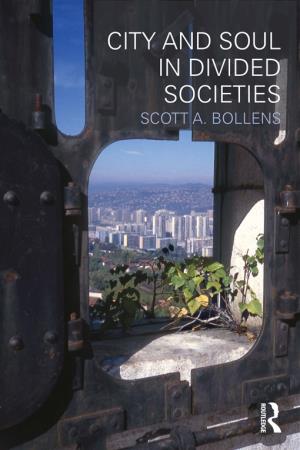 CITY AND SOUL
IN DIVIDED
SOCIETIES
SCOTT A. BOLLENS
ROUTLEDGE